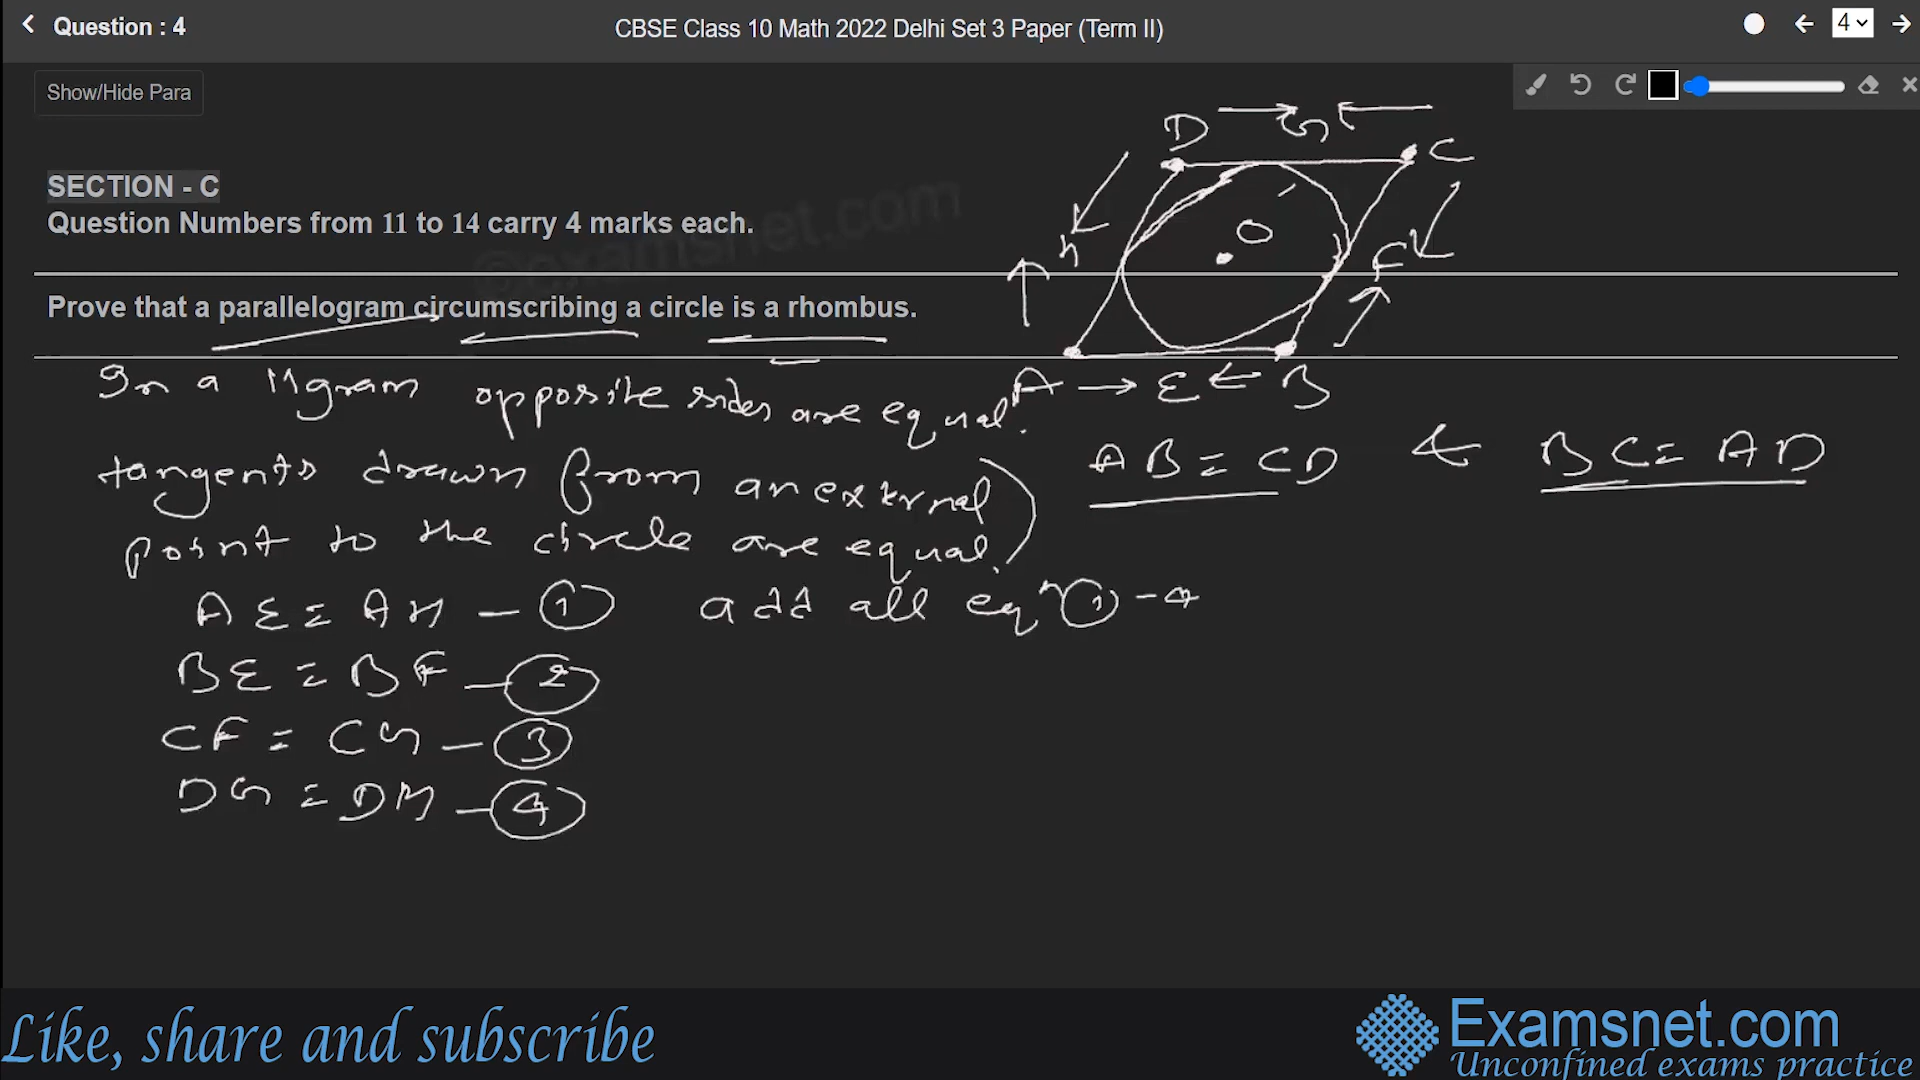 Question : 4
CBSE Class 10 Math 2022 Delhi Set 3 Paper (Term II)
4
Show/Hide Para
SECTION - C
Question Numbers from 11 to 14 carry 4 marks each.
©examsnet.com
Prove that a parallelogram circumscribing a circle is a rhombus.
D G C
H O F
A → E ← B
In a ||gram opposite sides are equal.
AB = CD & BC = AD
tangents drawn from an external
point to the circle are equal.
AE = AH - ①
add all eqn ① - 4
BE = BF - ②
CF = CG - ③
DG = DH - ④
Like, share and subscribe
Examsnet.com
Unconfined exams practice